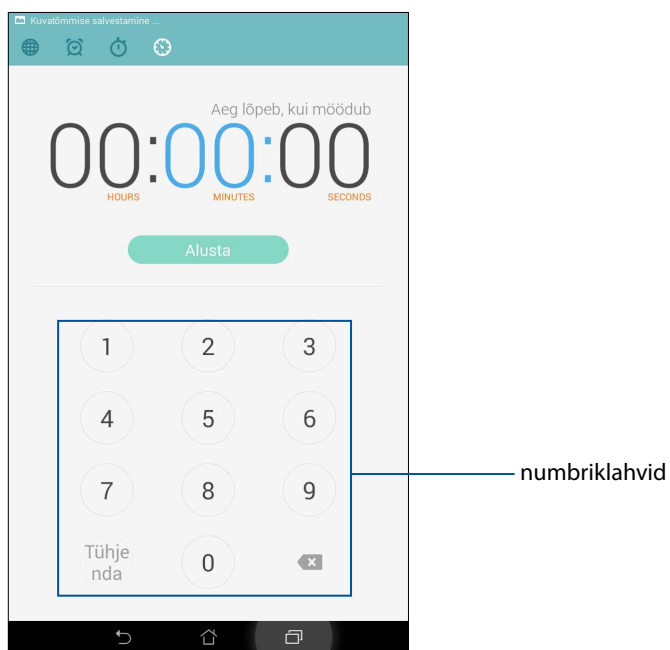 Kuvatõmmise salvestamine ...
Aeg lõpeb, kui möödub
00:00:00
HOURS MINUTES SECONDS
Alusta
1 2 3
4 5 6
numbriklahvid
7 8 9
Tühje
nda
0